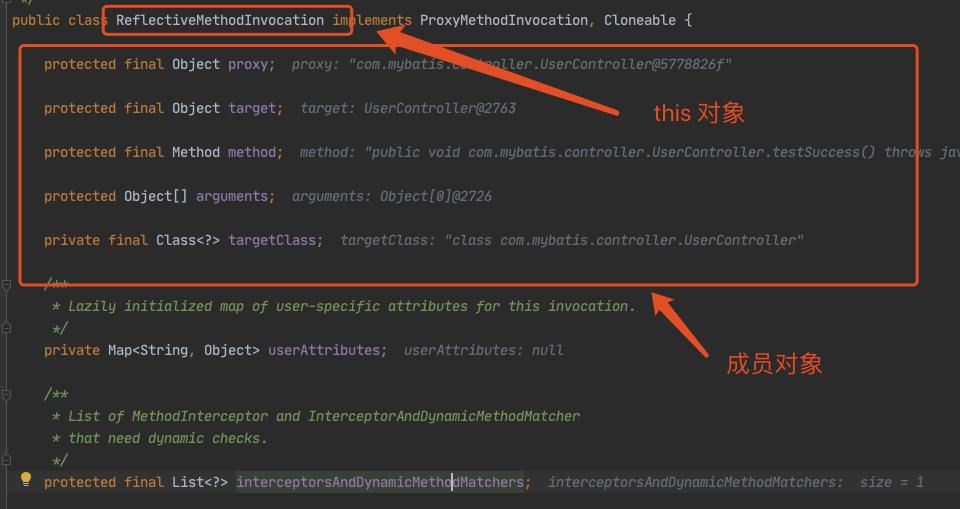 */
public class ReflectiveMethodInvocation implements ProxyMethodInvocation, Cloneable {
protected final Object proxy; proxy: "com.mybatis.controller.UserController@5778826f"
protected final Object target; target: UserController@2763
this 对象
protected final Method method; method: "public void com.mybatis.controller.UserController.testSuccess() throws jav
protected Object[] arguments; arguments: Object[0]@2726
private final Class<?> targetClass; targetClass: "class com.mybatis.controller.UserController"
/**
* Lazily initialized map of user-specific attributes for this invocation.
*/
private Map<String, Object> userAttributes; userAttributes: null
成员对象
/**
* List of MethodInterceptor and InterceptorAndDynamicMethodMatcher
* that need dynamic checks.
*/
protected final List<?> interceptorsAndDynamicMethodMatchers; interceptorsAndDynamicMethodMatchers: size = 1